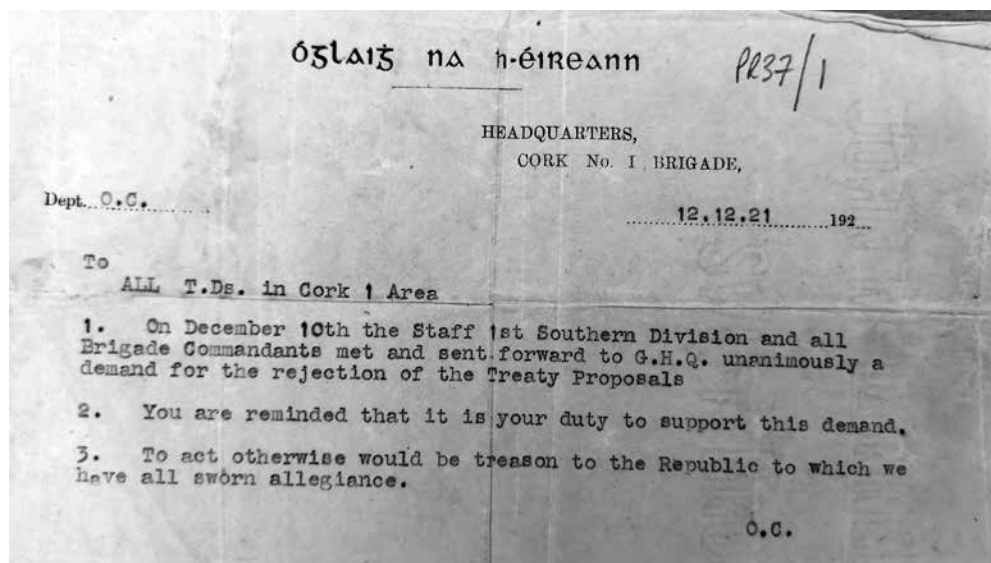 óglaiġ na h-éireann
PR37/1
HEADQUARTERS,
CORK No. I BRIGADE,
Dept. O.C.
12.12.21 192
To
ALL T.Ds. in Cork 1 Area
1. On December 10th the Staff 1st Southern Division and all
Brigade Commandants met and sent forward to G.H.Q. unanimously a
demand for the rejection of the Treaty Proposals
2. You are reminded that it is your duty to support this demand.
3. To act otherwise would be treason to the Republic to which we
have all sworn allegiance.
O.C.